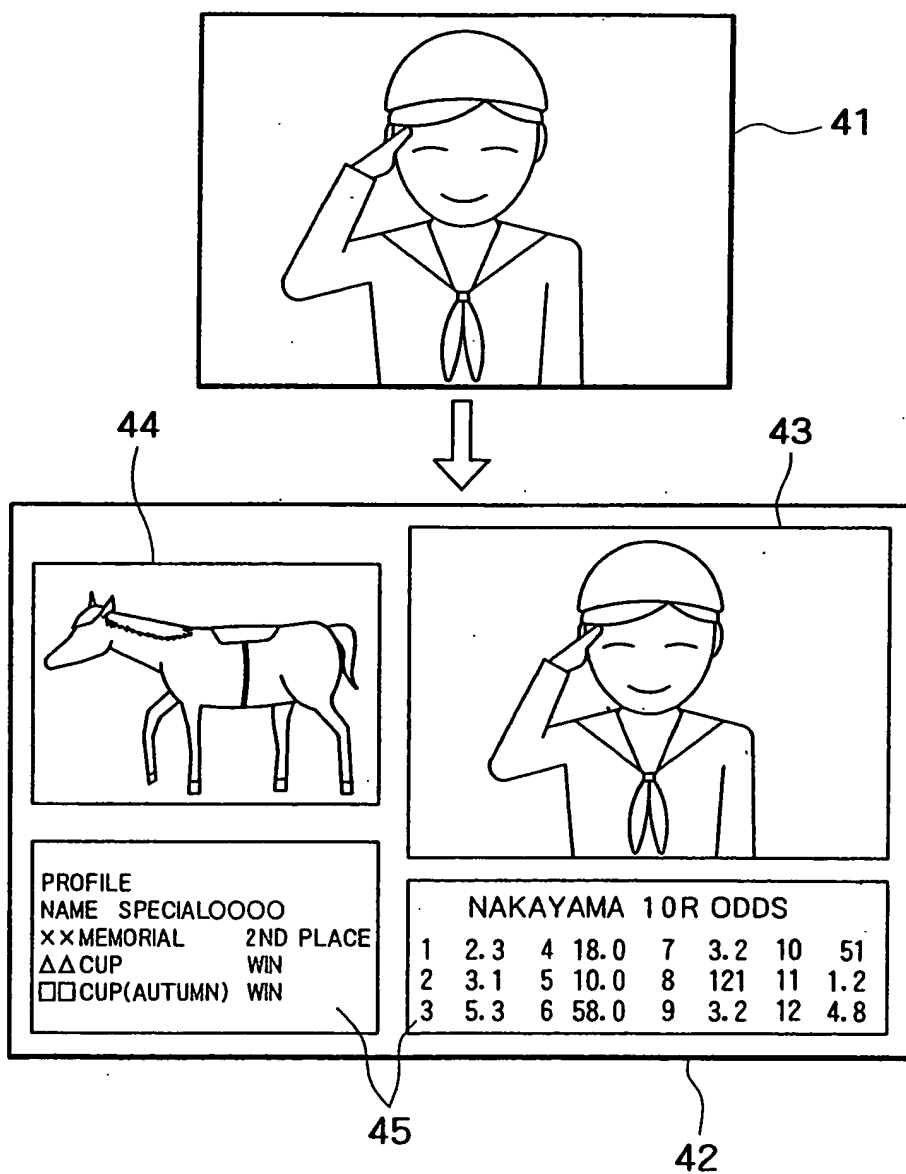 41
44
43
PROFILE
NAME SPECIAL○○○○
××MEMORIAL 2ND PLACE
△△CUP WIN
□□CUP(AUTUMN) WIN
NAKAYAMA 10R ODDS
1 2.3 4 18.0 7 3.2 10 51
2 3.1 5 10.0 8 121 11 1.2
3 5.3 6 58.0 9 3.2 12 4.8
45
42